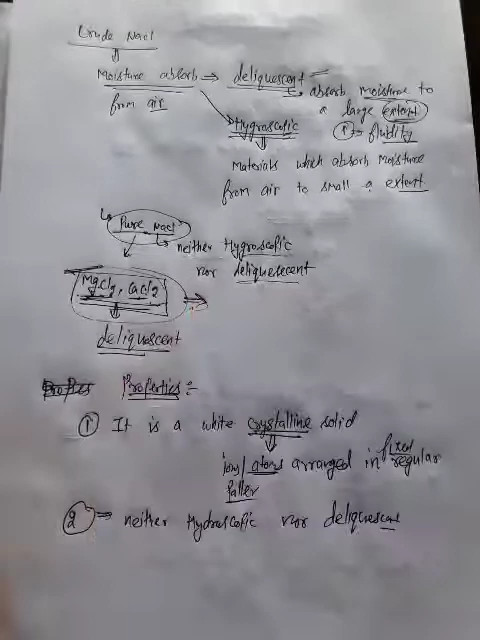 Crude Nacl
⇓
Moisture absorb ⇒ deliquescent
from air
↳ absorb moisture to
a large extent
① ⇒ fluidity
Hygroscopic
⇓
Materials which absorb moisture
from air to small a extent
↳ Pure Nacl
↳ neither Hygroscopic
nor deliquescent
MgCl2, CaCl2 →
⇓
deliquescent
Properties :-
① It is a white crystalline solid
⇓
ions/atoms arranged in fixed
regular
② ⇒ neither Hydroscopic nor deliquescent